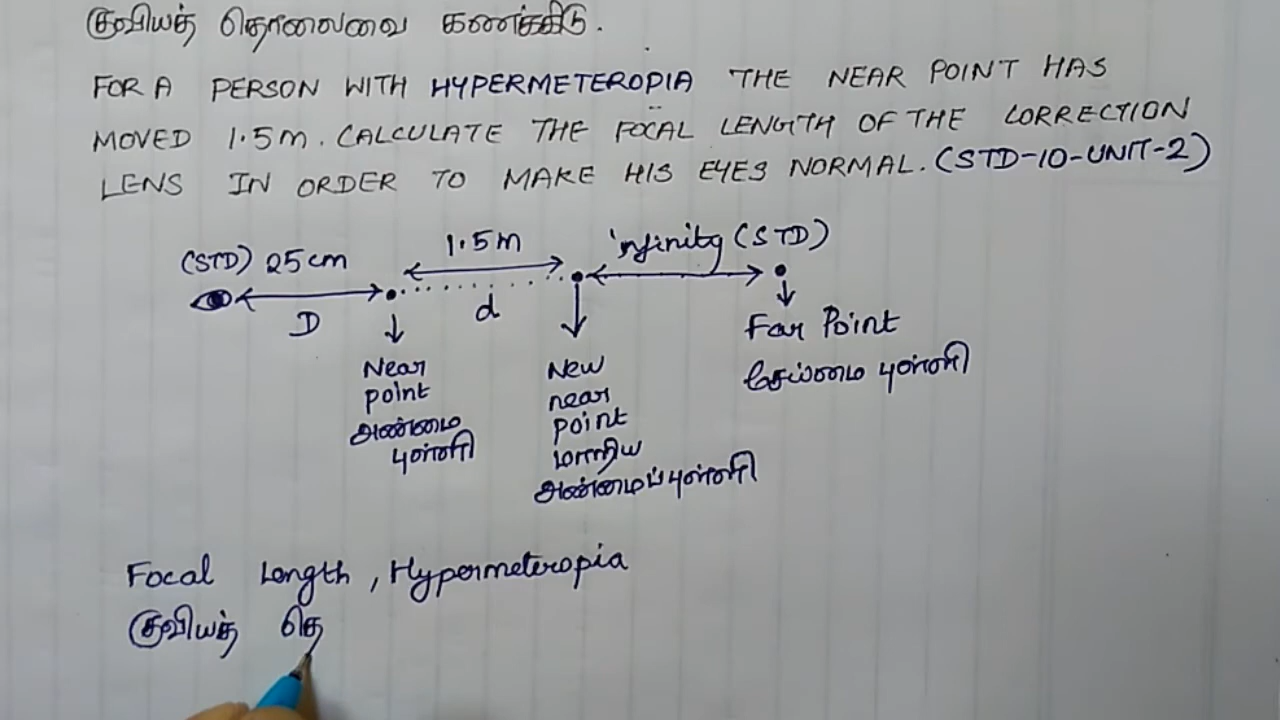 குவியத் தொலைவை கணக்கிடு.
FOR A PERSON WITH HYPERMETEROPIA THE NEAR POINT HAS
MOVED 1.5m. CALCULATE THE FOCAL LENGTH OF THE CORRECTION
LENS IN ORDER TO MAKE HIS EYES NORMAL. (STD-10-UNIT-2)
(STD) 25cm
1.5m
infinity (STD)
D
d
Near
point
அண்மை
புள்ளி
New
near
point
மாறிய
அண்மைப்புள்ளி
Far Point
சேய்மை புள்ளி
Focal Length, Hypermeteropia
குவியத் தெ